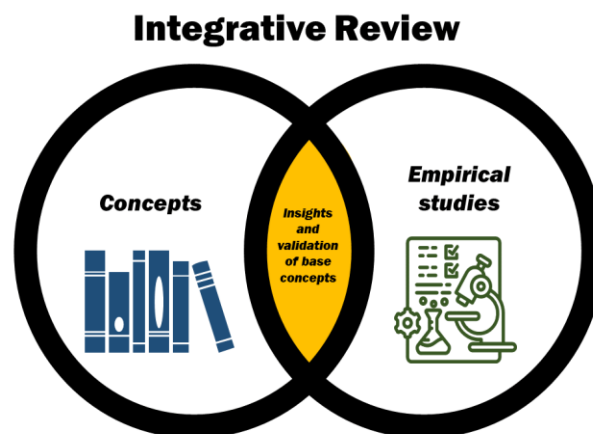 Integrative Review
Concepts
Empirical
studies
Insights
and
validation
of base
concepts